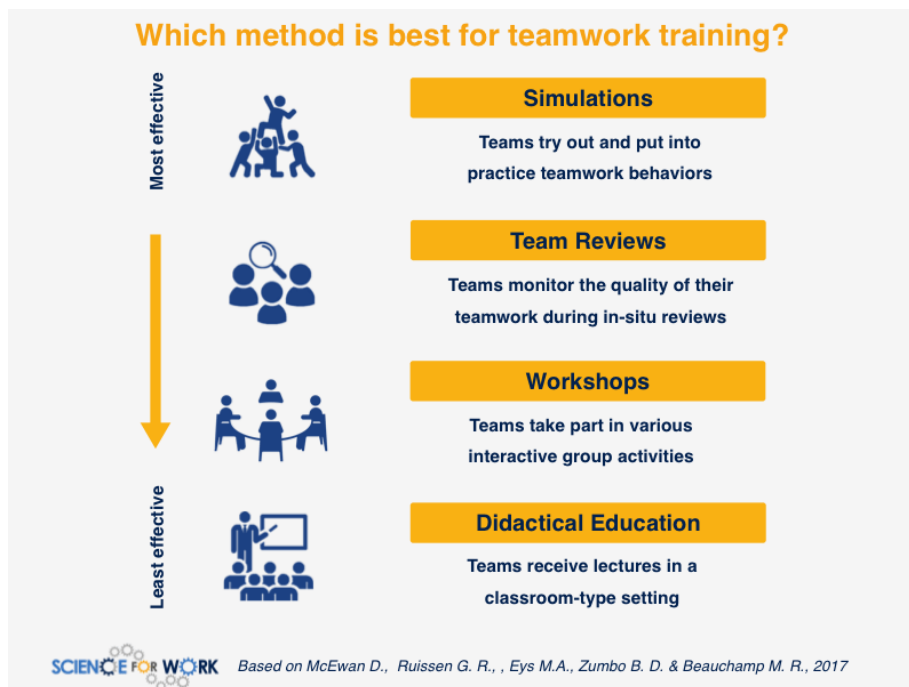 Which method is best for teamwork training?
Most effective
Simulations
Teams try out and put into
practice teamwork behaviors
Team Reviews
Teams monitor the quality of their
teamwork during in-situ reviews
Workshops
Teams take part in various
interactive group activities
Least effective
Didactical Education
Teams receive lectures in a
classroom-type setting
SCIENCE FOR WORK
Based on McEwan D., Ruissen G. R., , Eys M.A., Zumbo B. D. & Beauchamp M. R., 2017